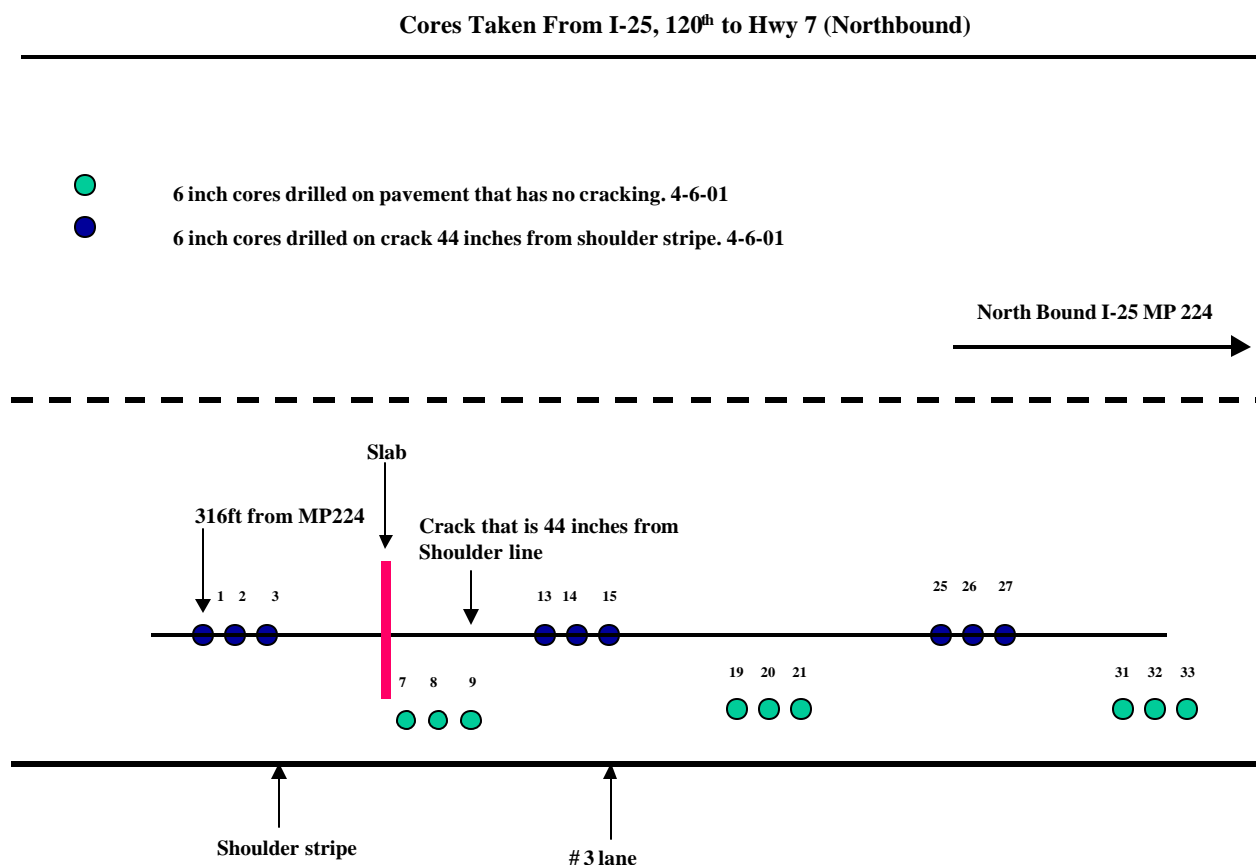 Cores Taken From I-25, 120th to Hwy 7 (Northbound)
6 inch cores drilled on pavement that has no cracking. 4-6-01
6 inch cores drilled on crack 44 inches from shoulder stripe. 4-6-01
North Bound I-25 MP 224
Slab
316ft from MP224
Crack that is 44 inches from
Shoulder line
1 2 3
13 14 15
25 26 27
7 8 9
19 20 21
31 32 33
Shoulder stripe
# 3 lane